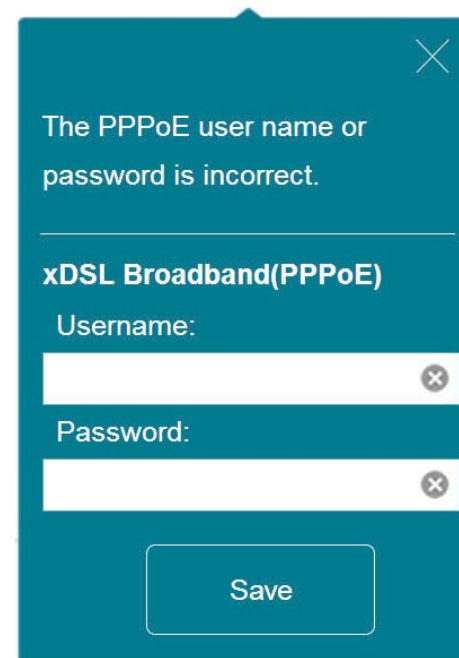 The PPPoE user name or
password is incorrect.
xDSL Broadband(PPPoE)
Username:
Password:
Save